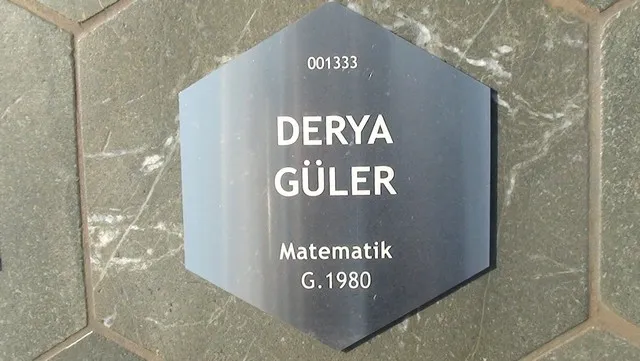 001333
DERYA
GÜLER
Matematik
G.1980